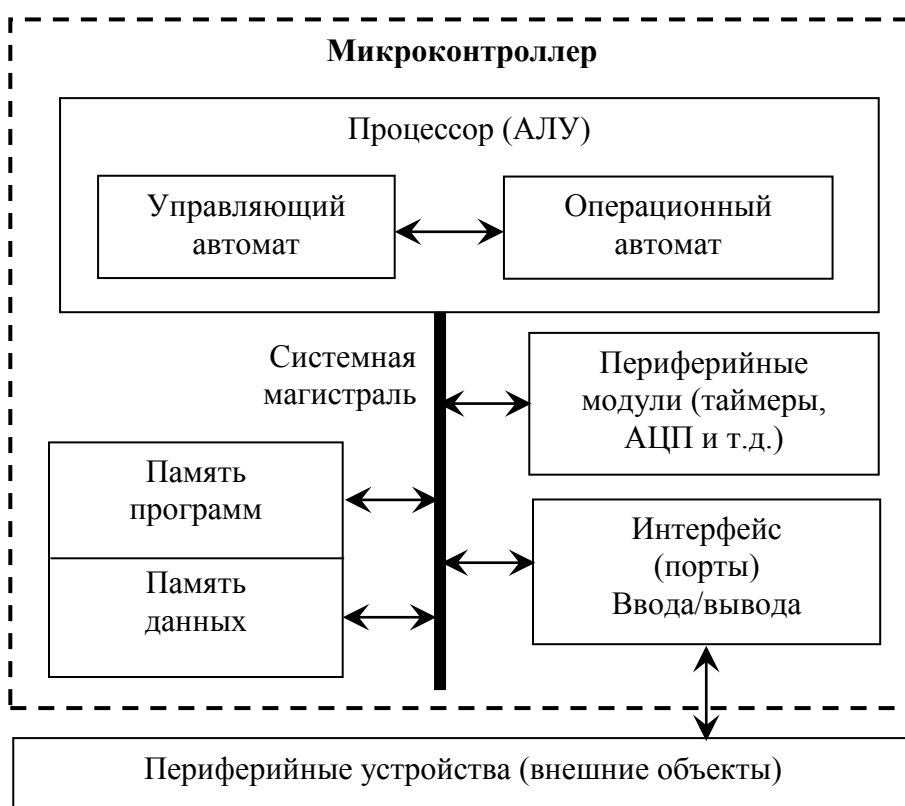 Микроконтроллер
Процессор (АЛУ)
Управляющий
автомат
Операционный
автомат
Системная
магистраль
Периферийные
модули (таймеры,
АЦП и т.д.)
Память
программ
Память
данных
Интерфейс
(порты)
Ввода/вывода
Периферийные устройства (внешние объекты)